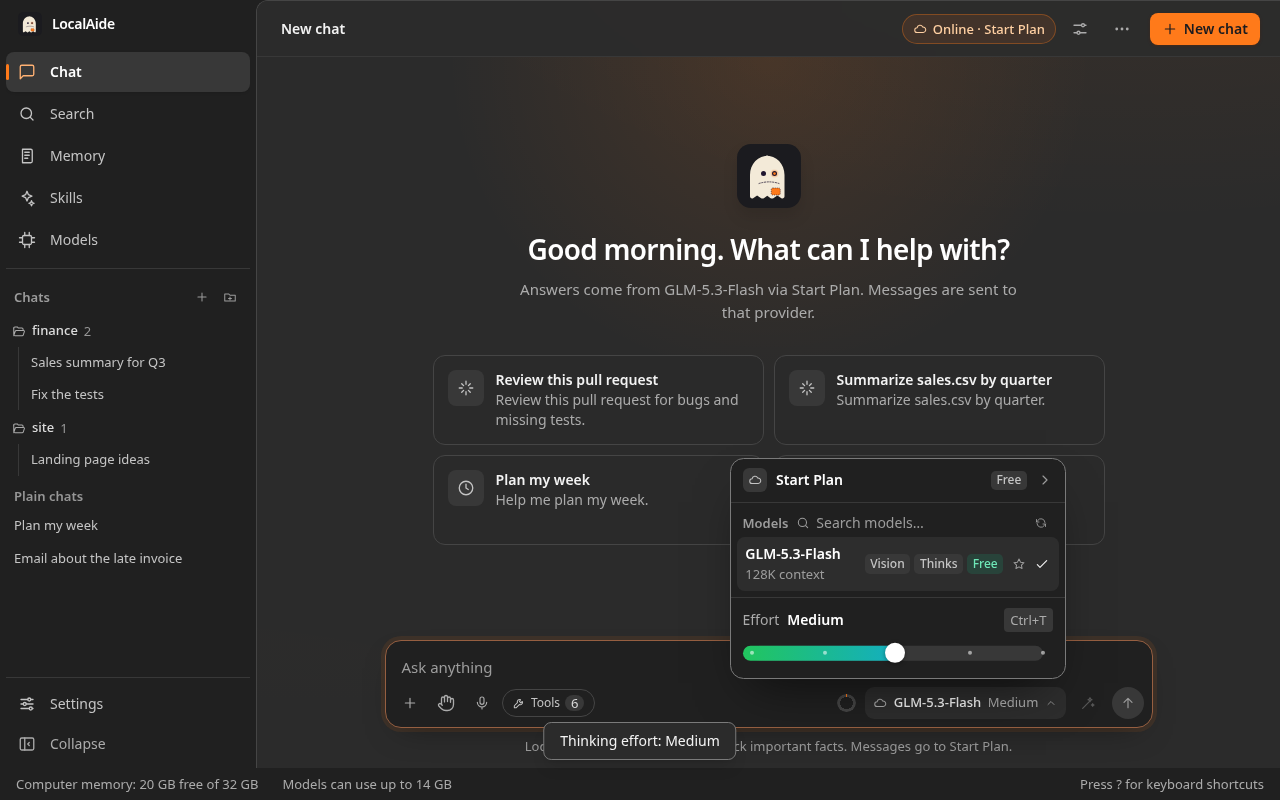 LocalAide
Chat
Search
Memory
Skills
Models
Chats
finance 2
Sales summary for Q3
Fix the tests
site 1
Landing page ideas
Plain chats
Plan my week
Email about the late invoice
Settings
Collapse
New chat
Online · Start Plan
New chat
Good morning. What can I help with?
Answers come from GLM-5.3-Flash via Start Plan. Messages are sent to
that provider.
Review this pull request
Review this pull request for bugs and
missing tests.
Summarize sales.csv by quarter
Summarize sales.csv by quarter.
Plan my week
Help me plan my week.
Start Plan
Free
Models
Search models...
GLM-5.3-Flash
128K context
Vision
Thinks
Free
Effort Medium
Ctrl+T
Ask anything
Tools 6
GLM-5.3-Flash Medium
Thinking effort: Medium
important facts. Messages go to Start Plan.
Computer memory: 20 GB free of 32 GB
Models can use up to 14 GB
Press ? for keyboard shortcuts